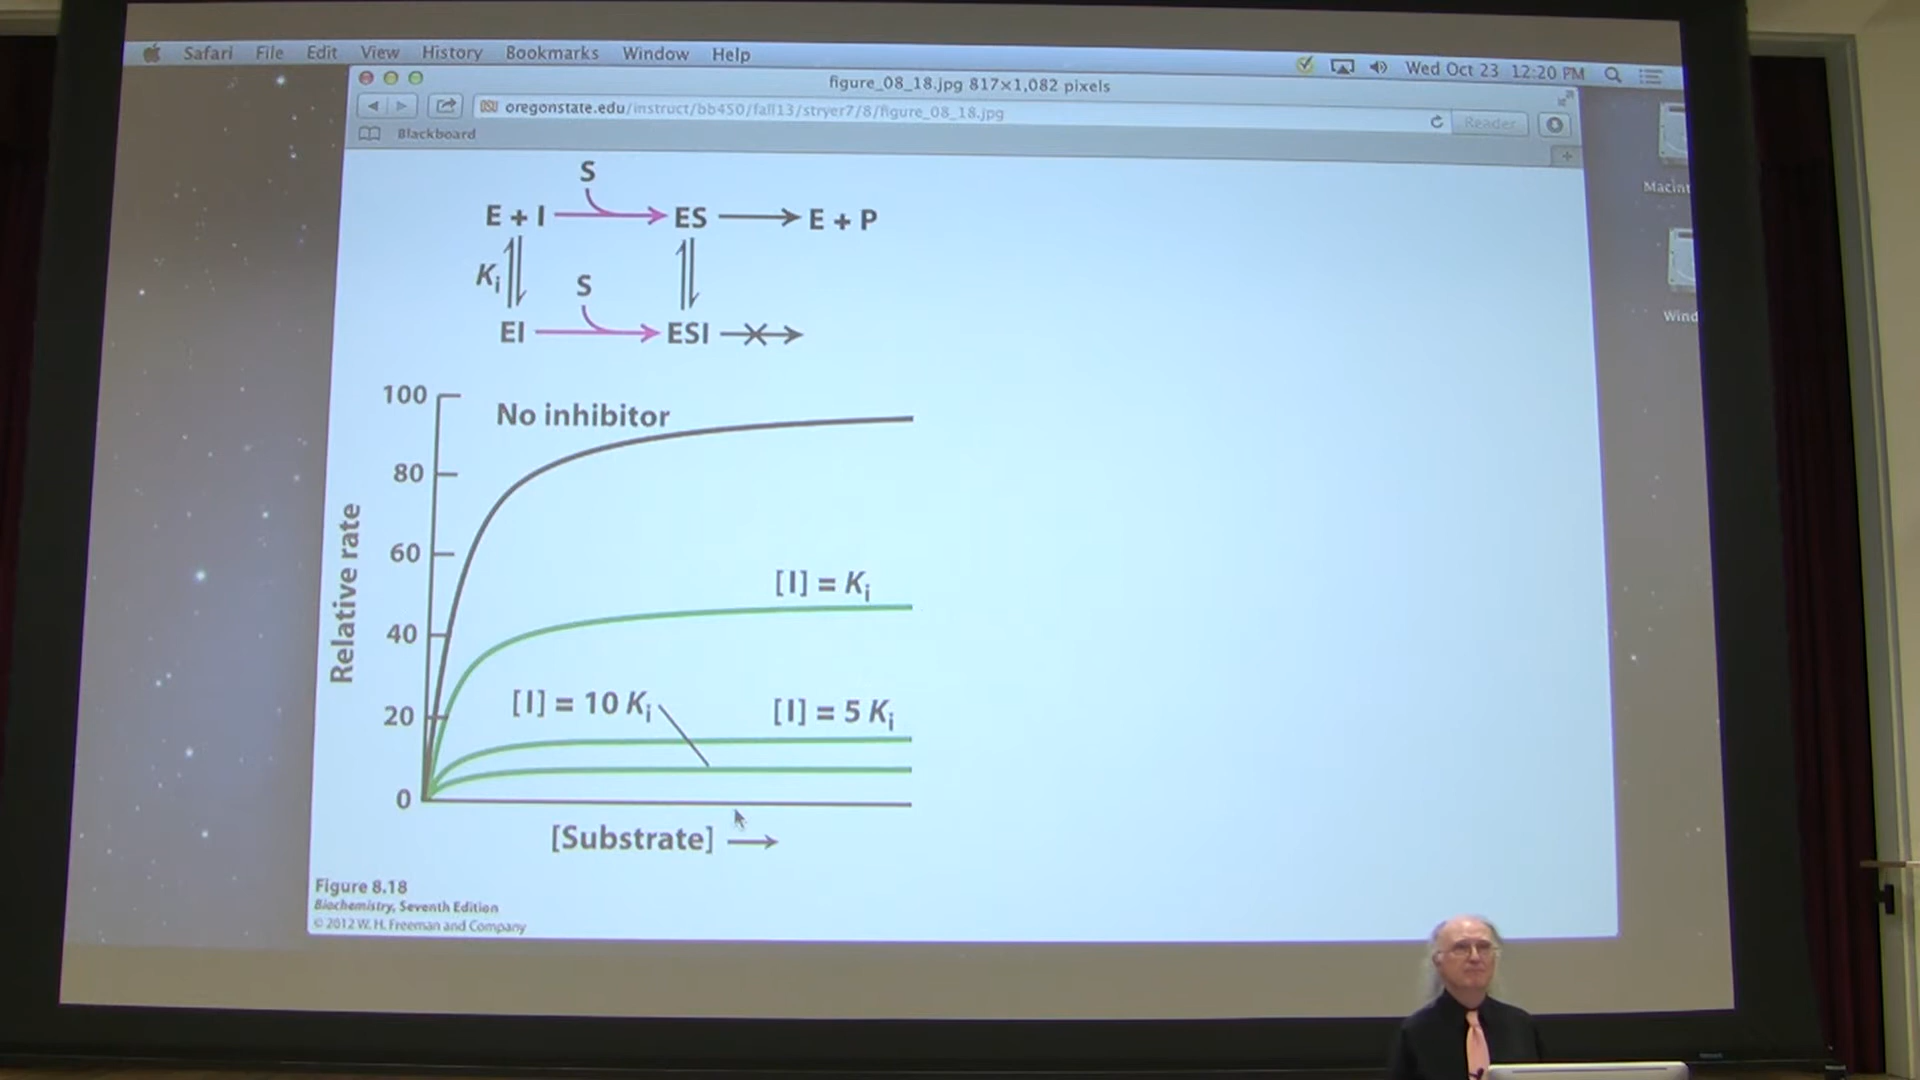 Safari File Edit View History Bookmarks Window Help Wed Oct 23 12:20 PM
figure_08_18.jpg 817×1,082 pixels
oregonstate.edu/instruct/bb450/fall13/stryer7/8/figure_08_18.jpg
Reader
Blackboard
S
E + I ES E + P
Ki
S
EI ESI
100
No inhibitor
80
60
[I] = Ki
40
Relative rate
[I] = 10 Ki
[I] = 5 Ki
20
0
[Substrate]
Figure 8.18
Biochemistry, Seventh Edition
© 2012 W. H. Freeman and Company
Macint
Wind